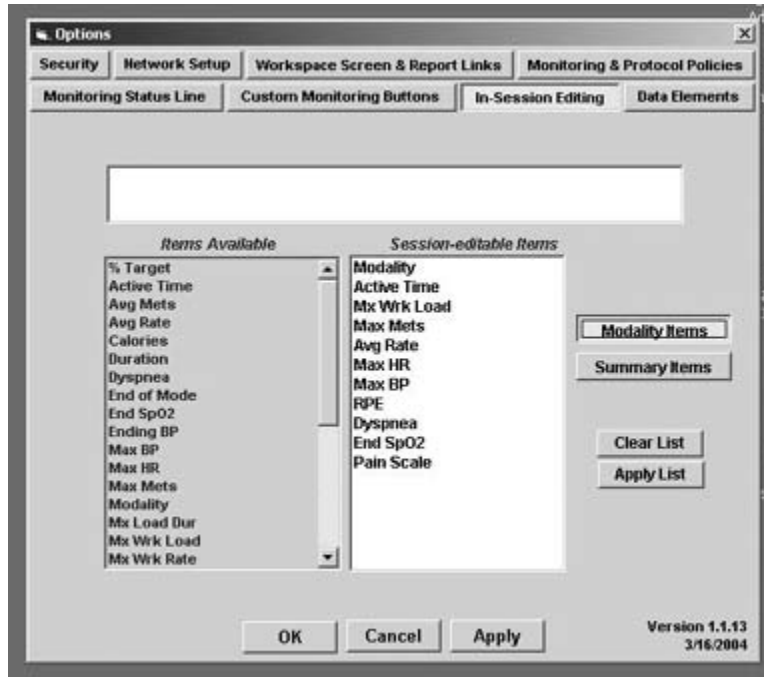 Options
Security Network Setup Workspace Screen & Report Links Monitoring & Protocol Policies
Monitoring Status Line Custom Monitoring Buttons In-Session Editing Data Elements
Items Available
% Target
Active Time
Avg Mets
Avg Rate
Calories
Duration
Dyspnea
End of Mode
End SpO2
Ending BP
Max BP
Max HR
Max Mets
Modality
Mx Load Dur
Mx Wrk Load
Mx Wrk Rate
Session-editable Items
Modality
Active Time
Mx Wrk Load
Max Mets
Avg Rate
Max HR
Max BP
RPE
Dyspnea
End SpO2
Pain Scale
Modality Items
Summary Items
Clear List
Apply List
OK Cancel Apply
Version 1.1.13
3/16/2004